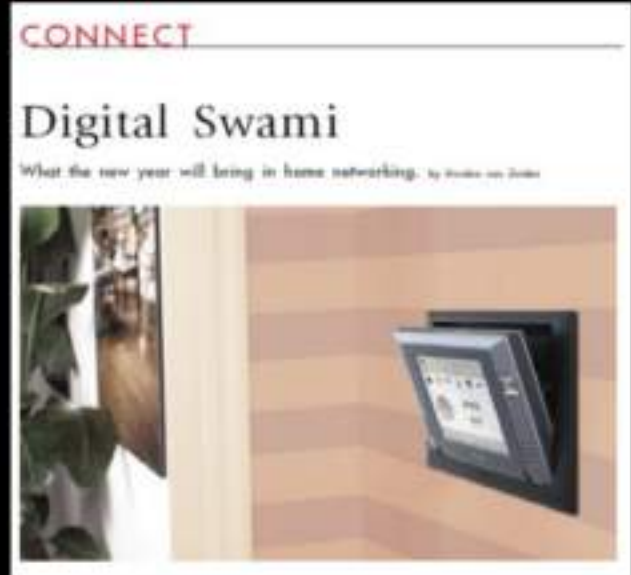 CONNECT
Digital Swami
What the new year will bring in home networking. by